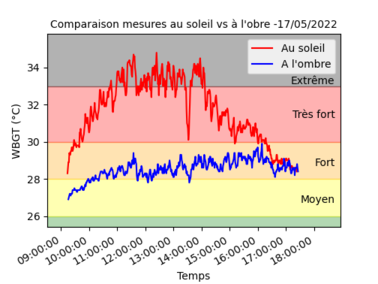 Comparaison mesures au soleil vs à l'obre -17/05/2022
Au soleil
A l'ombre
Extrême
Très fort
Fort
Moyen
WBGT (°C)
34
32
30
28
26
09:00:00
10:00:00
11:00:00
12:00:00
13:00:00
14:00:00
15:00:00
16:00:00
17:00:00
18:00:00
Temps